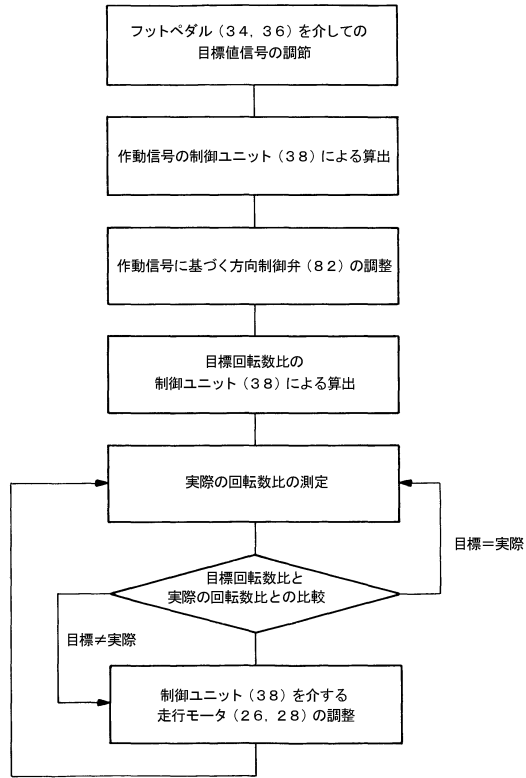 フットペダル（３４，３６）を介しての
目標値信号の調節
作動信号の制御ユニット（３８）による算出
作動信号に基づく方向制御弁（８２）の調整
目標回転数比の
制御ユニット（３８）による算出
実際の回転数比の測定
目標＝実際
目標回転数比と
実際の回転数比との比較
目標≠実際
制御ユニット（３８）を介する
走行モータ（２６，２８）の調整